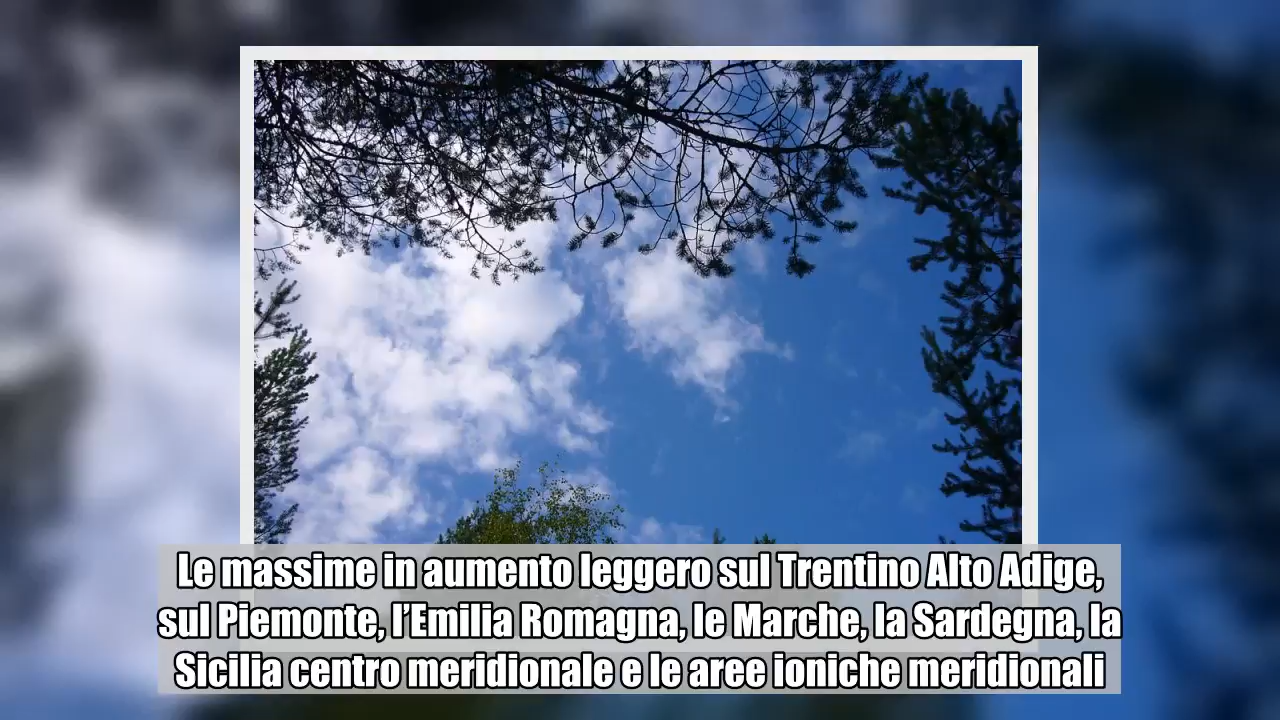 Le massime in aumento leggero sul Trentino Alto Adige,
sul Piemonte, l’Emilia Romagna, le Marche, la Sardegna, la
Sicilia centro meridionale e le aree ioniche meridionali